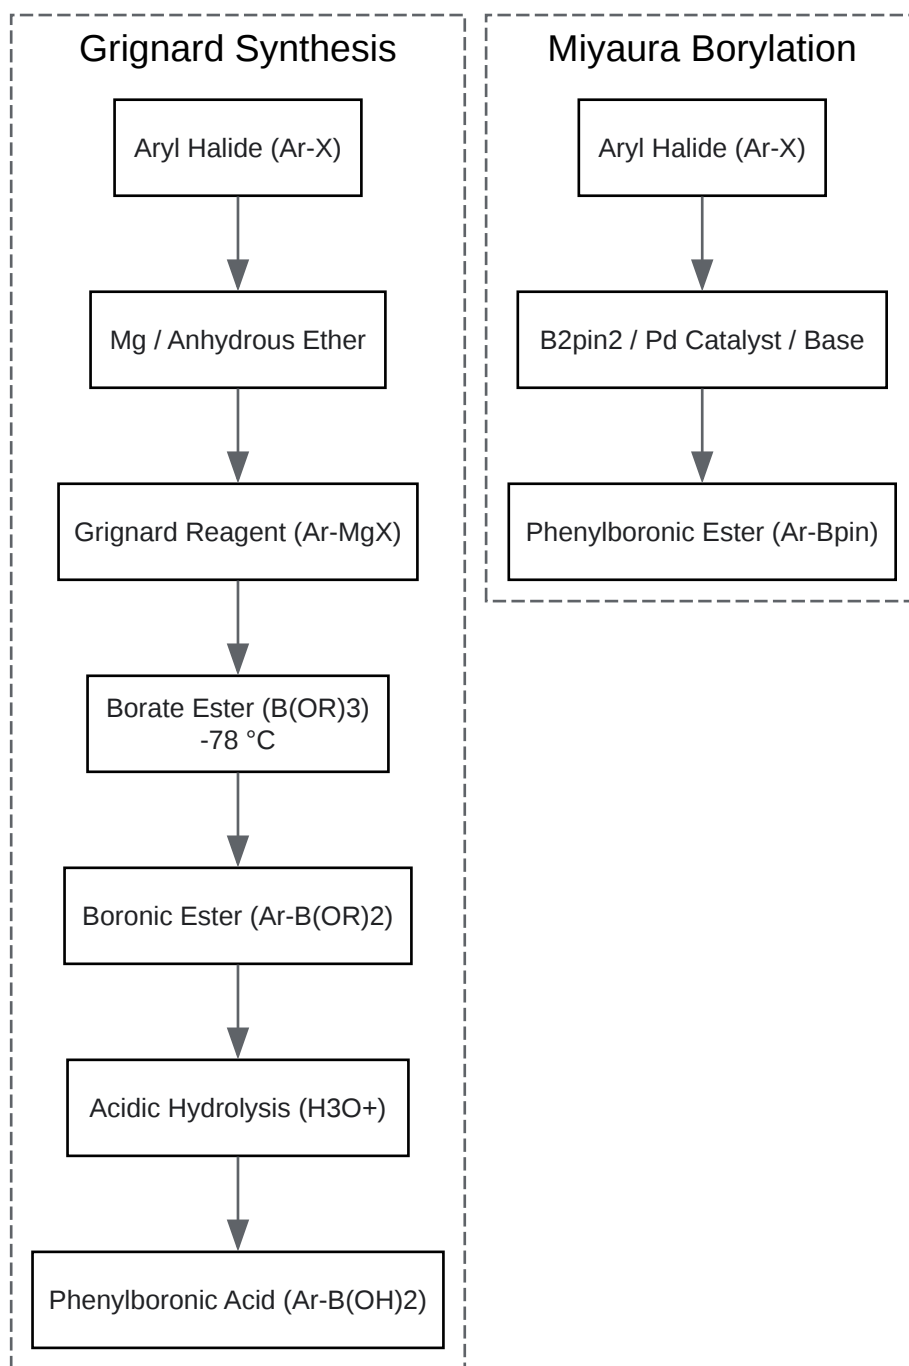 Grignard Synthesis
Aryl Halide (Ar-X)
Mg / Anhydrous Ether
Grignard Reagent (Ar-MgX)
Borate Ester (B(OR)3)
-78 °C
Boronic Ester (Ar-B(OR)2)
Acidic Hydrolysis (H3O+)
Phenylboronic Acid (Ar-B(OH)2)
Miyaura Borylation
Aryl Halide (Ar-X)
B2pin2 / Pd Catalyst / Base
Phenylboronic Ester (Ar-Bpin)